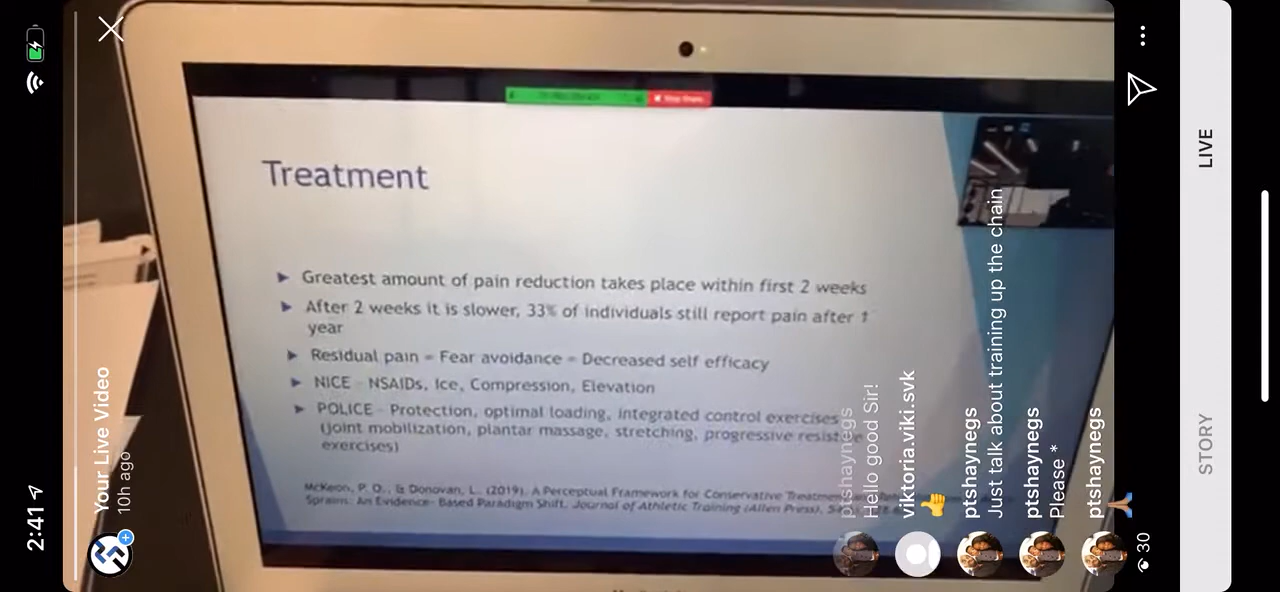 Treatment
Greatest amount of pain reduction takes place within first 2 weeks
After 2 weeks it is slower, 33% of individuals still report pain after 1
year
Residual pain = Fear avoidance = Decreased self efficacy
NICE - NSAIDs, Ice, Compression, Elevation
POLICE - Protection, optimal loading, integrated control exercises
(joint mobilization, plantar massage, stretching, progressive
exercises)
McKeon, P. O., & Donovan, L. (2019). A Perceptual Framework for Conservative Treatment
Sprains: An Evidence- Based Paradigm Shift. Journal of Athletic Training (Allen Press),
2:41
Your Live Video
10h ago
ptshaynegs
Hello good Sir!
viktoria.viki.svk
👍
ptshaynegs
Just talk about training up the chain
ptshaynegs
Please *
ptshaynegs
30
STORY
LIVE